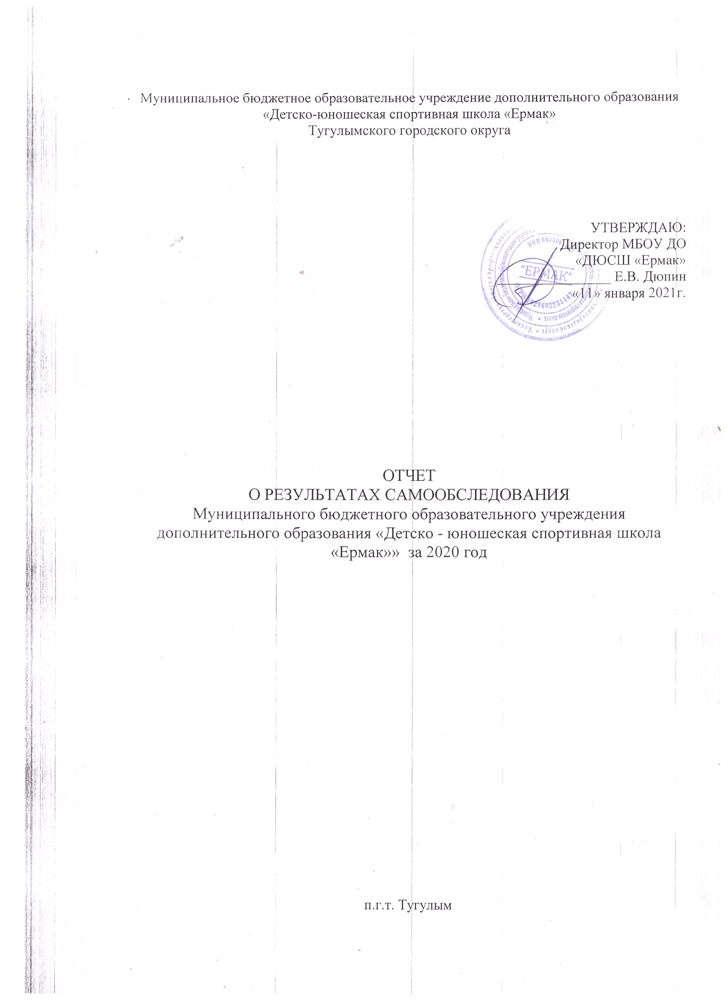 Муниципальное бюджетное образовательное учреждение дополнительного образования
«Детско-юношеская спортивная школа «Ермак»
Тугулымского городского округа
УТВЕРЖДАЮ:
Директор МБОУ ДО
«ДЮСШ «Ермак»
Е.В. Дюпин
«11» января 2021г.
"ЕРМАК"
ОГРН 1026602235142
ОТЧЕТ
О РЕЗУЛЬТАТАХ САМООБСЛЕДОВАНИЯ
Муниципального бюджетного образовательного учреждения
дополнительного образования «Детско - юношеская спортивная школа
«Ермак»» за 2020 год
п.г.т. Тугулым